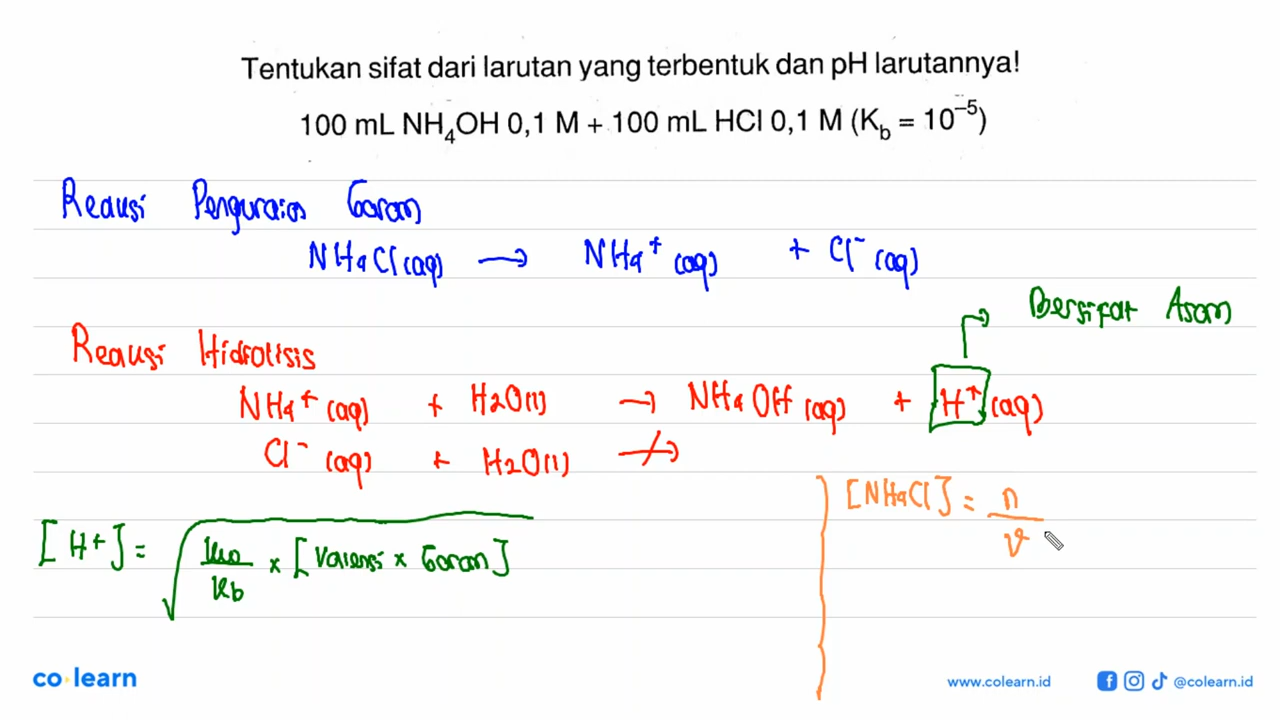 Tentukan sifat dari larutan yang terbentuk dan pH larutannya!
100 mL NH₄OH 0,1 M + 100 mL HCl 0,1 M (K_b = 10⁻⁵)
Reaksi Penguraian Garam
NH₄Cl(aq) → NH₄⁺(aq) + Cl⁻(aq)
Bersifat Asam
Reaksi Hidrolisis
NH₄⁺(aq) + H₂O(l) → NH₄OH(aq) + H⁺(aq)
Cl⁻(aq) + H₂O(l) ↛
[NH₄Cl] = n/V
[H⁺] = √(Kw/Kb × [Valensi × Garam])
co·learn
www.colearn.id @colearn.id